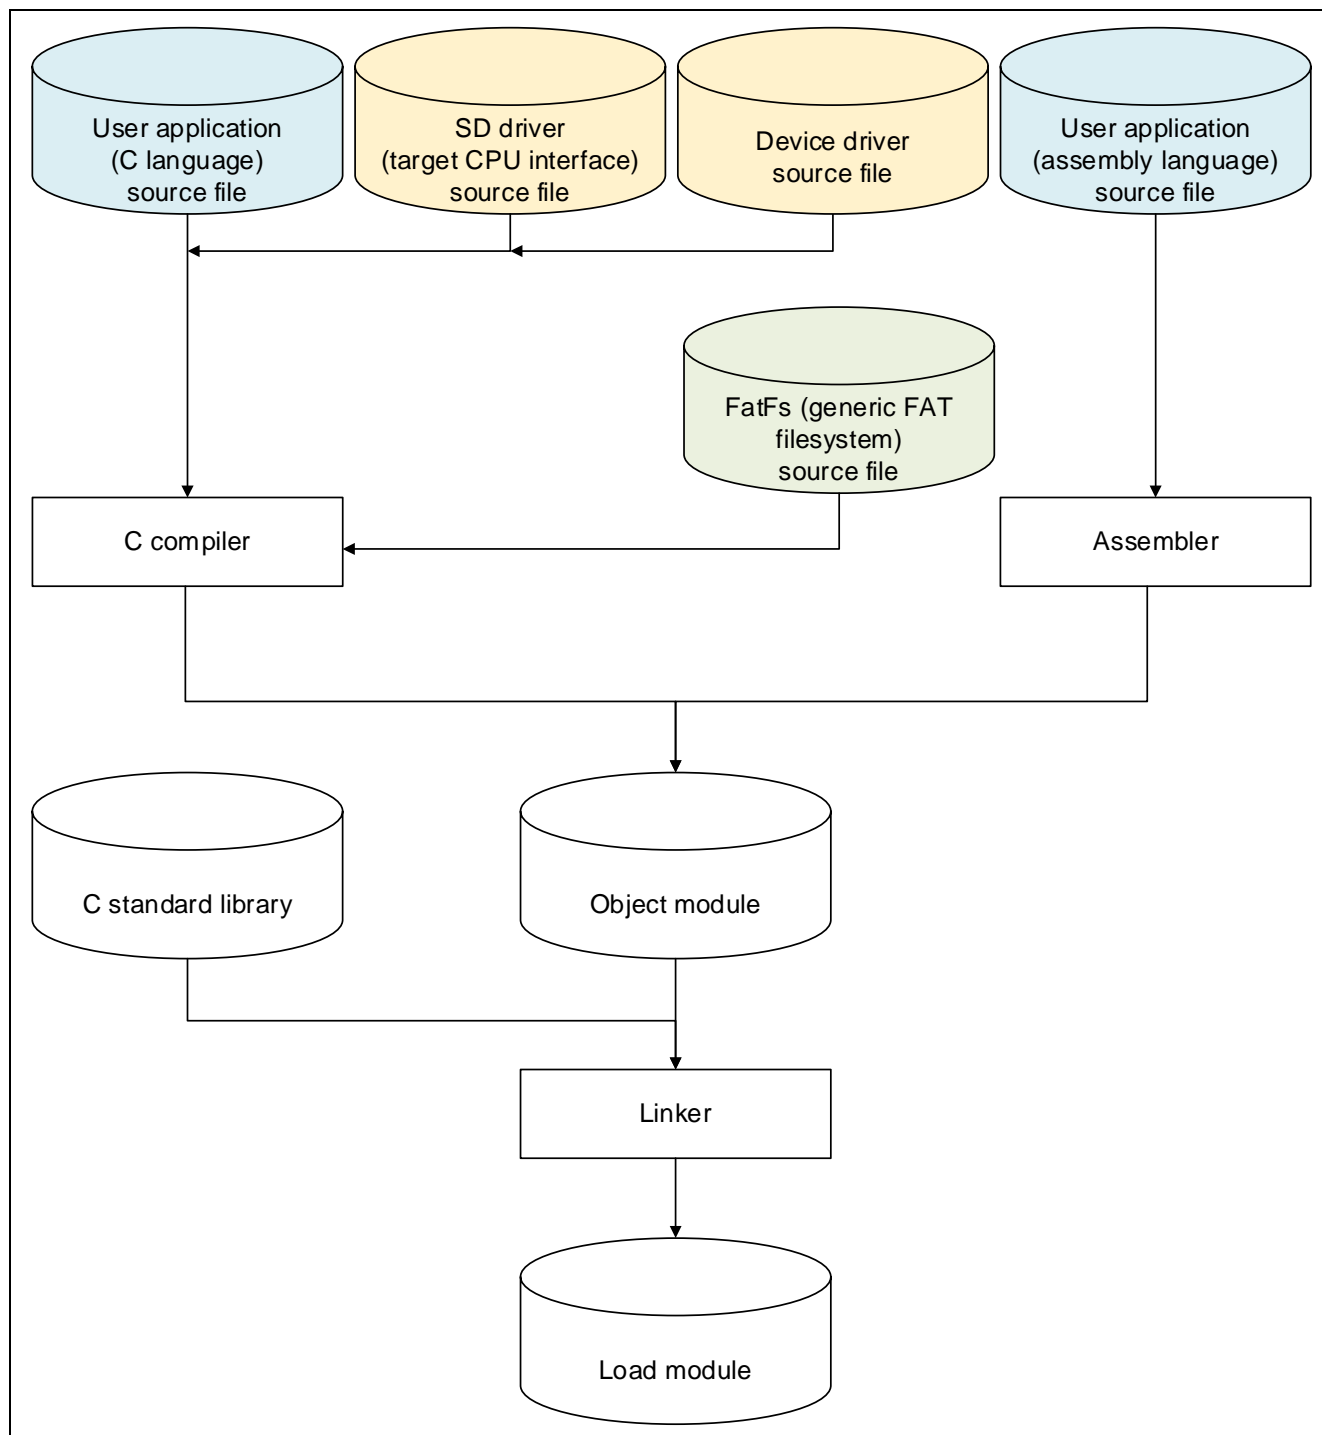 User application
(C language)
source file
SD driver
(target CPU interface)
source file
Device driver
source file
User application
(assembly language)
source file
FatFs (generic FAT
filesystem)
source file
C compiler
Assembler
C standard library
Object module
Linker
Load module